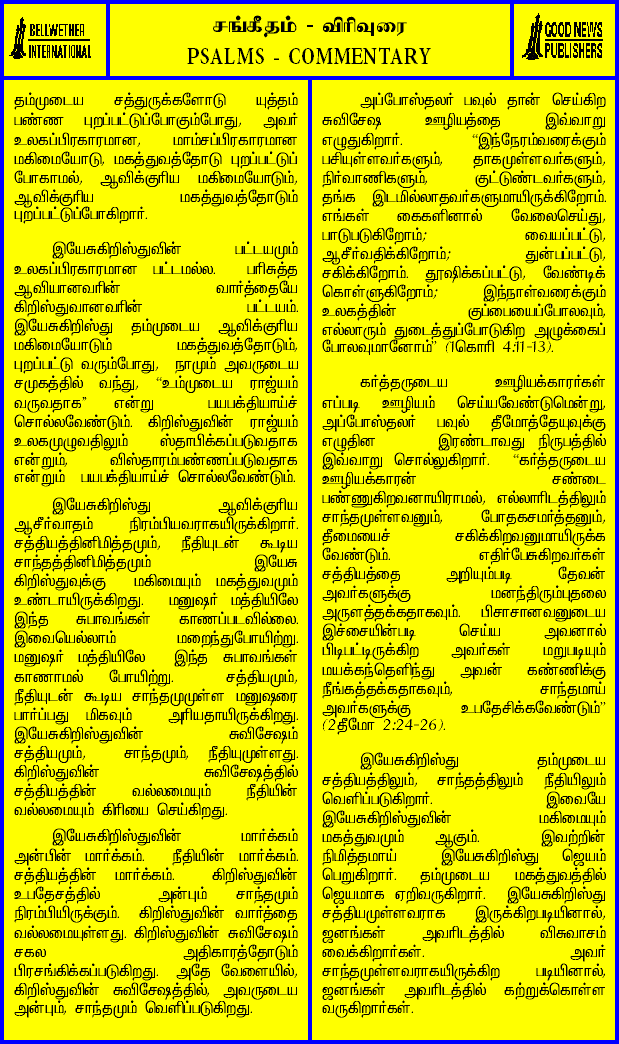 BELLWETHER
INTERNATIONAL
சங்கீதம் - விரிவுரை
PSALMS - COMMENTARY
GOOD NEWS
PUBLISHERS
தம்முடைய சத்துருக்களோடு யுத்தம்
பண்ண புறப்பட்டுப்போகும்போது, அவர்
உலகப்பிரகாரமான, மாம்சப்பிரகாரமான
மகிமையோடு, மகத்துவத்தோடு புறப்பட்டுப்
போகாமல், ஆவிக்குரிய மகிமையோடும்,
ஆவிக்குரிய மகத்துவத்தோடும்
புறப்பட்டுப்போகிறார்.
இயேசுகிறிஸ்துவின் பட்டயமும்
உலகப்பிரகாரமான பட்டமல்ல. பரிசுத்த
ஆவியானவரின் வார்த்தையே
கிறிஸ்துவானவரின் பட்டயம்.
இயேசுகிறிஸ்து தம்முடைய ஆவிக்குரிய
மகிமையோடும் மகத்துவத்தோடும்,
புறப்பட்டு வரும்போது, நாமும் அவருடைய
சமுகத்தில் வந்து, “உம்முடைய ராஜ்யம்
வருவதாக” என்று பயபக்தியாய்ச்
சொல்லவேண்டும். கிறிஸ்துவின் ராஜ்யம்
உலகமுழுவதிலும் ஸ்தாபிக்கப்படுவதாக
என்றும், விஸ்தாரம்பண்ணப்படுவதாக
என்றும் பயபக்தியாய்ச் சொல்லவேண்டும்.
இயேசுகிறிஸ்து ஆவிக்குரிய
ஆசீர்வாதம் நிரம்பியவராகயிருக்கிறார்.
சத்தியத்தினிமித்தமும், நீதியுடன் கூடிய
சாந்தத்தினிமித்தமும் இயேசு
கிறிஸ்துவுக்கு மகிமையும் மகத்துவமும்
உண்டாயிருக்கிறது. மனுஷர் மத்தியிலே
இந்த சுபாவங்கள் காணப்படவில்லை.
இவையெல்லாம் மறைந்துபோயிற்று.
மனுஷர் மத்தியிலே இந்த சுபாவங்கள்
காணாமல் போயிற்று. சத்தியமும்,
நீதியுடன் கூடிய சாந்தமுமுள்ள மனுஷரை
பார்ப்பது மிகவும் அரியதாயிருக்கிறது.
இயேசுகிறிஸ்துவின் சுவிசேஷம்
சத்தியமும், சாந்தமும், நீதியுமுள்ளது.
கிறிஸ்துவின் சுவிசேஷத்தில்
சத்தியத்தின் வல்லமையும் நீதியின்
வல்லமையும் கிரியை செய்கிறது.
இயேசுகிறிஸ்துவின் மார்க்கம்
அன்பின் மார்க்கம். நீதியின் மார்க்கம்.
சத்தியத்தின் மார்க்கம். கிறிஸ்துவின்
உபதேசத்தில் அன்பும் சாந்தமும்
நிரம்பியிருக்கும். கிறிஸ்துவின் வார்த்தை
வல்லமையுள்ளது. கிறிஸ்துவின் சுவிசேஷம்
சகல அதிகாரத்தோடும்
பிரசங்கிக்கப்படுகிறது. அதே வேளையில்,
கிறிஸ்துவின் சுவிசேஷத்தில், அவருடைய
அன்பும், சாந்தமும் வெளிப்படுகிறது.
அப்போஸ்தலர் பவுல் தான் செய்கிற
சுவிசேஷ ஊழியத்தை இவ்வாறு
எழுதுகிறார். “இந்நேரம்வரைக்கும்
பசியுள்ளவர்களும், தாகமுள்ளவர்களும்,
நிர்வாணிகளும், குட்டுண்டவர்களும்,
தங்க இடமில்லாதவர்களுமாயிருக்கிறோம்.
எங்கள் கைகளினால் வேலைசெய்து,
பாடுபடுகிறோம்; வையப்பட்டு,
ஆசீர்வதிக்கிறோம்; துன்பப்பட்டு,
சகிக்கிறோம். தூஷிக்கப்பட்டு, வேண்டிக்
கொள்ளுகிறோம்; இந்நாள்வரைக்கும்
உலகத்தின் குப்பையைப்போலவும்,
எல்லாரும் துடைத்துப்போடுகிற அழுக்கைப்
போலவுமானோம்” (1கொரி 4:11-13).
கர்த்தருடைய ஊழியக்காரர்கள்
எப்படி ஊழியம் செய்யவேண்டுமென்று,
அப்போஸ்தலர் பவுல் தீமோத்தேயுவுக்கு
எழுதின இரண்டாவது நிருபத்தில்
இவ்வாறு சொல்லுகிறார். “கர்த்தருடைய
ஊழியக்காரன் சண்டை
பண்ணுகிறவனாயிராமல், எல்லாரிடத்திலும்
சாந்தமுள்ளவனும், போதகசமர்த்தனும்,
தீமையைச் சகிக்கிறவனுமாயிருக்க
வேண்டும். எதிர்பேசுகிறவர்கள்
சத்தியத்தை அறியும்படி தேவன்
அவர்களுக்கு மனந்திரும்புதலை
அருளத்தக்கதாகவும். பிசாசானவனுடைய
இச்சையின்படி செய்ய அவனால்
பிடிபட்டிருக்கிற அவர்கள் மறுபடியும்
மயக்கந்தெளிந்து அவன் கண்ணிக்கு
நீங்கத்தக்கதாகவும், சாந்தமாய்
அவர்களுக்கு உபதேசிக்கவேண்டும்”
(2தீமோ 2:24-26).
இயேசுகிறிஸ்து தம்முடைய
சத்தியத்திலும், சாந்தத்திலும் நீதியிலும்
வெளிப்படுகிறார். இவையே
இயேசுகிறிஸ்துவின் மகிமையும்
மகத்துவமும் ஆகும். இவற்றின்
நிமித்தமாய் இயேசுகிறிஸ்து ஜெயம்
பெறுகிறார். தம்முடைய மகத்துவத்தில்
ஜெயமாக ஏறிவருகிறார். இயேசுகிறிஸ்து
சத்தியமுள்ளவராக இருக்கிறபடியினால்,
ஜனங்கள் அவரிடத்தில் விசுவாசம்
வைக்கிறார்கள். அவர்
சாந்தமுள்ளவராகயிருக்கிற படியினால்,
ஜனங்கள் அவரிடத்தில் கற்றுக்கொள்ள
வருகிறார்கள்.